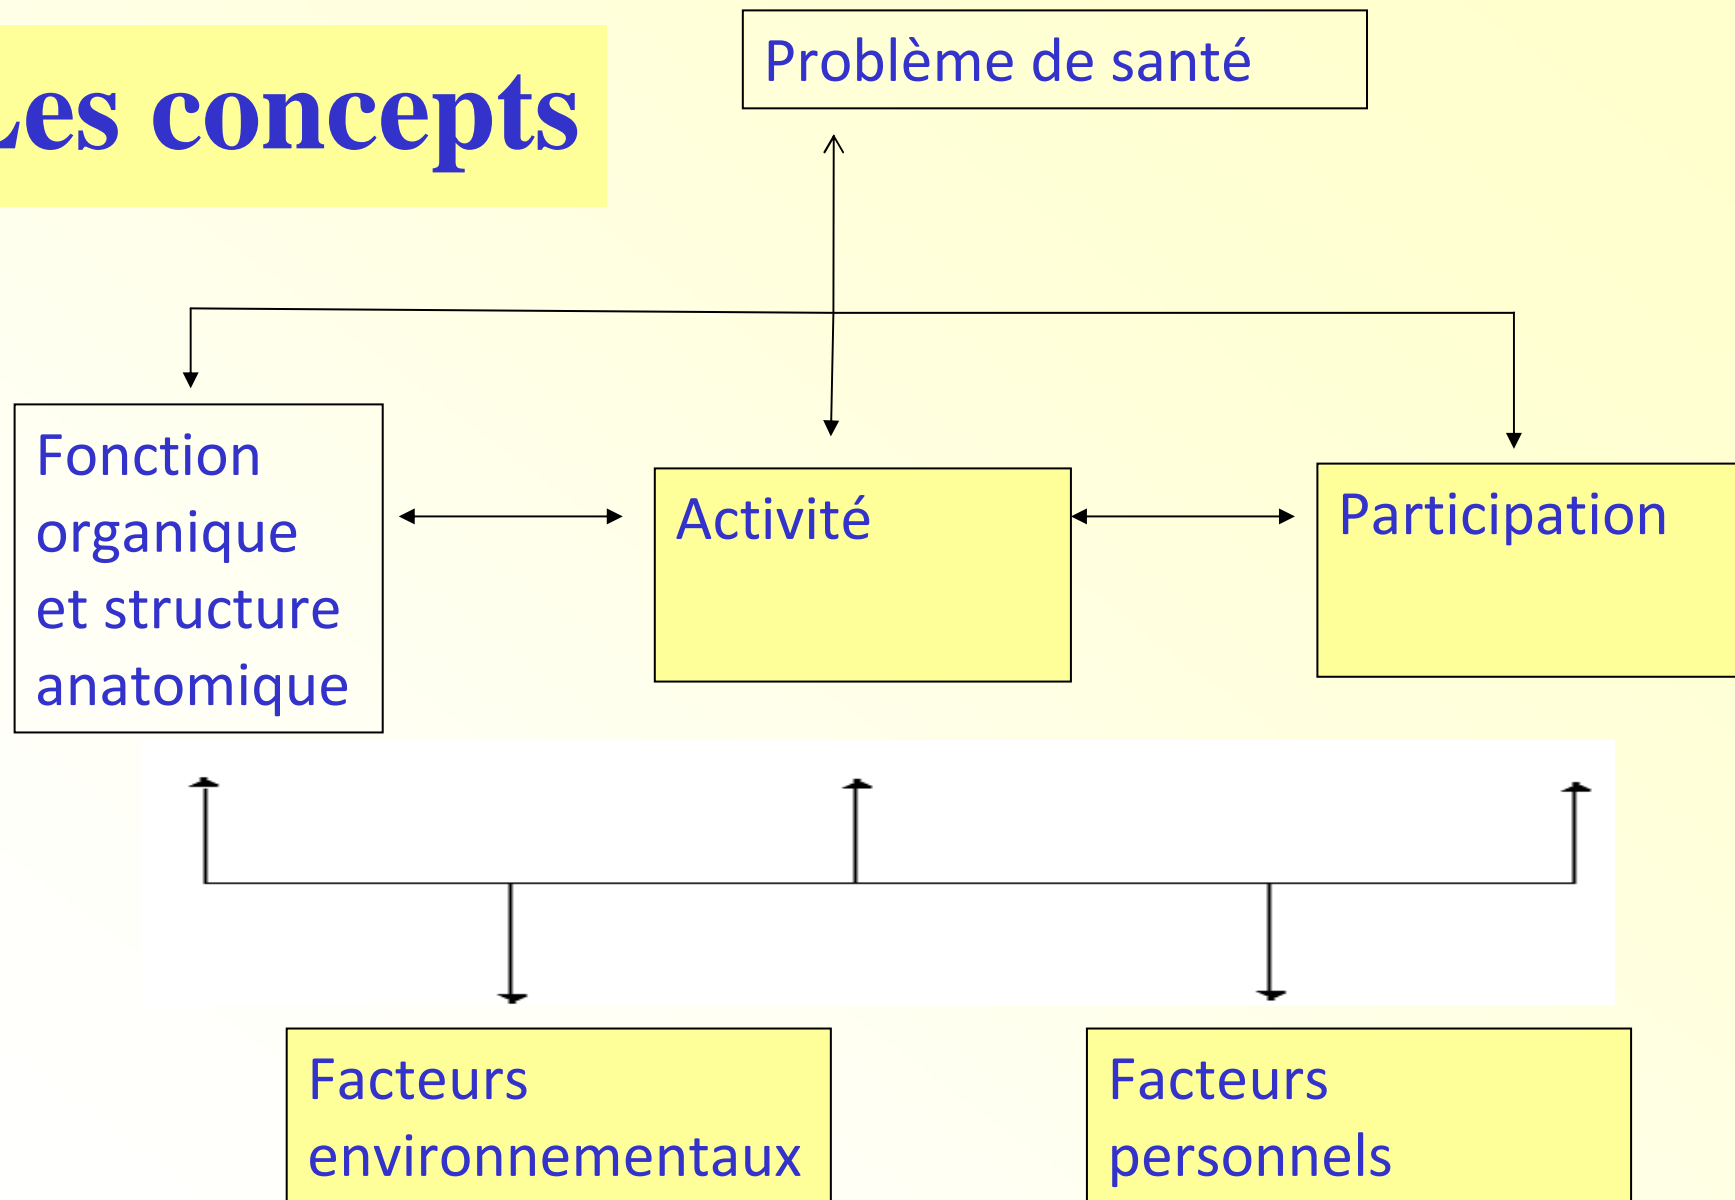 Les concepts
Problème de santé
Fonction
organique
et structure
anatomique
Activité
Participation
Facteurs
environnementaux
Facteurs
personnels